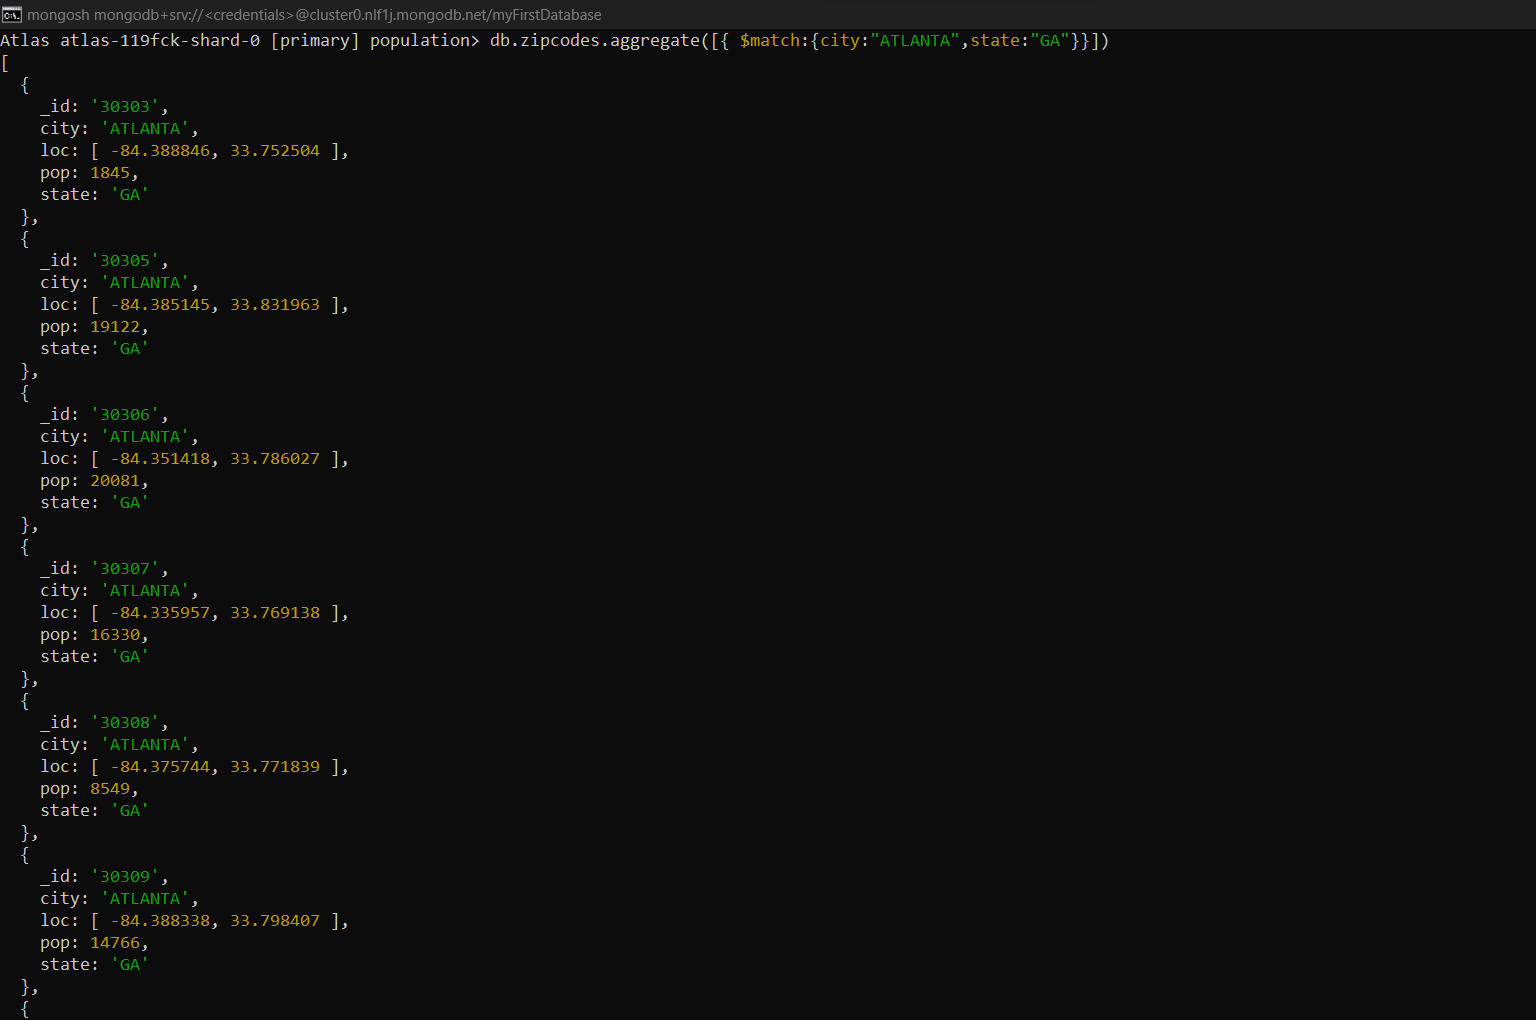 mongosh mongodb+srv://<credentials>@cluster0.nlf1j.mongodb.net/myFirstDatabase
Atlas atlas-119fck-shard-0 [primary] population> db.zipcodes.aggregate([{ $match:{city:"ATLANTA",state:"GA"}}])
[
  {
    _id: '30303',
    city: 'ATLANTA',
    loc: [ -84.388846, 33.752504 ],
    pop: 1845,
    state: 'GA'
  },
  {
    _id: '30305',
    city: 'ATLANTA',
    loc: [ -84.385145, 33.831963 ],
    pop: 19122,
    state: 'GA'
  },
  {
    _id: '30306',
    city: 'ATLANTA',
    loc: [ -84.351418, 33.786027 ],
    pop: 20081,
    state: 'GA'
  },
  {
    _id: '30307',
    city: 'ATLANTA',
    loc: [ -84.335957, 33.769138 ],
    pop: 16330,
    state: 'GA'
  },
  {
    _id: '30308',
    city: 'ATLANTA',
    loc: [ -84.375744, 33.771839 ],
    pop: 8549,
    state: 'GA'
  },
  {
    _id: '30309',
    city: 'ATLANTA',
    loc: [ -84.388338, 33.798407 ],
    pop: 14766,
    state: 'GA'
  },
  {